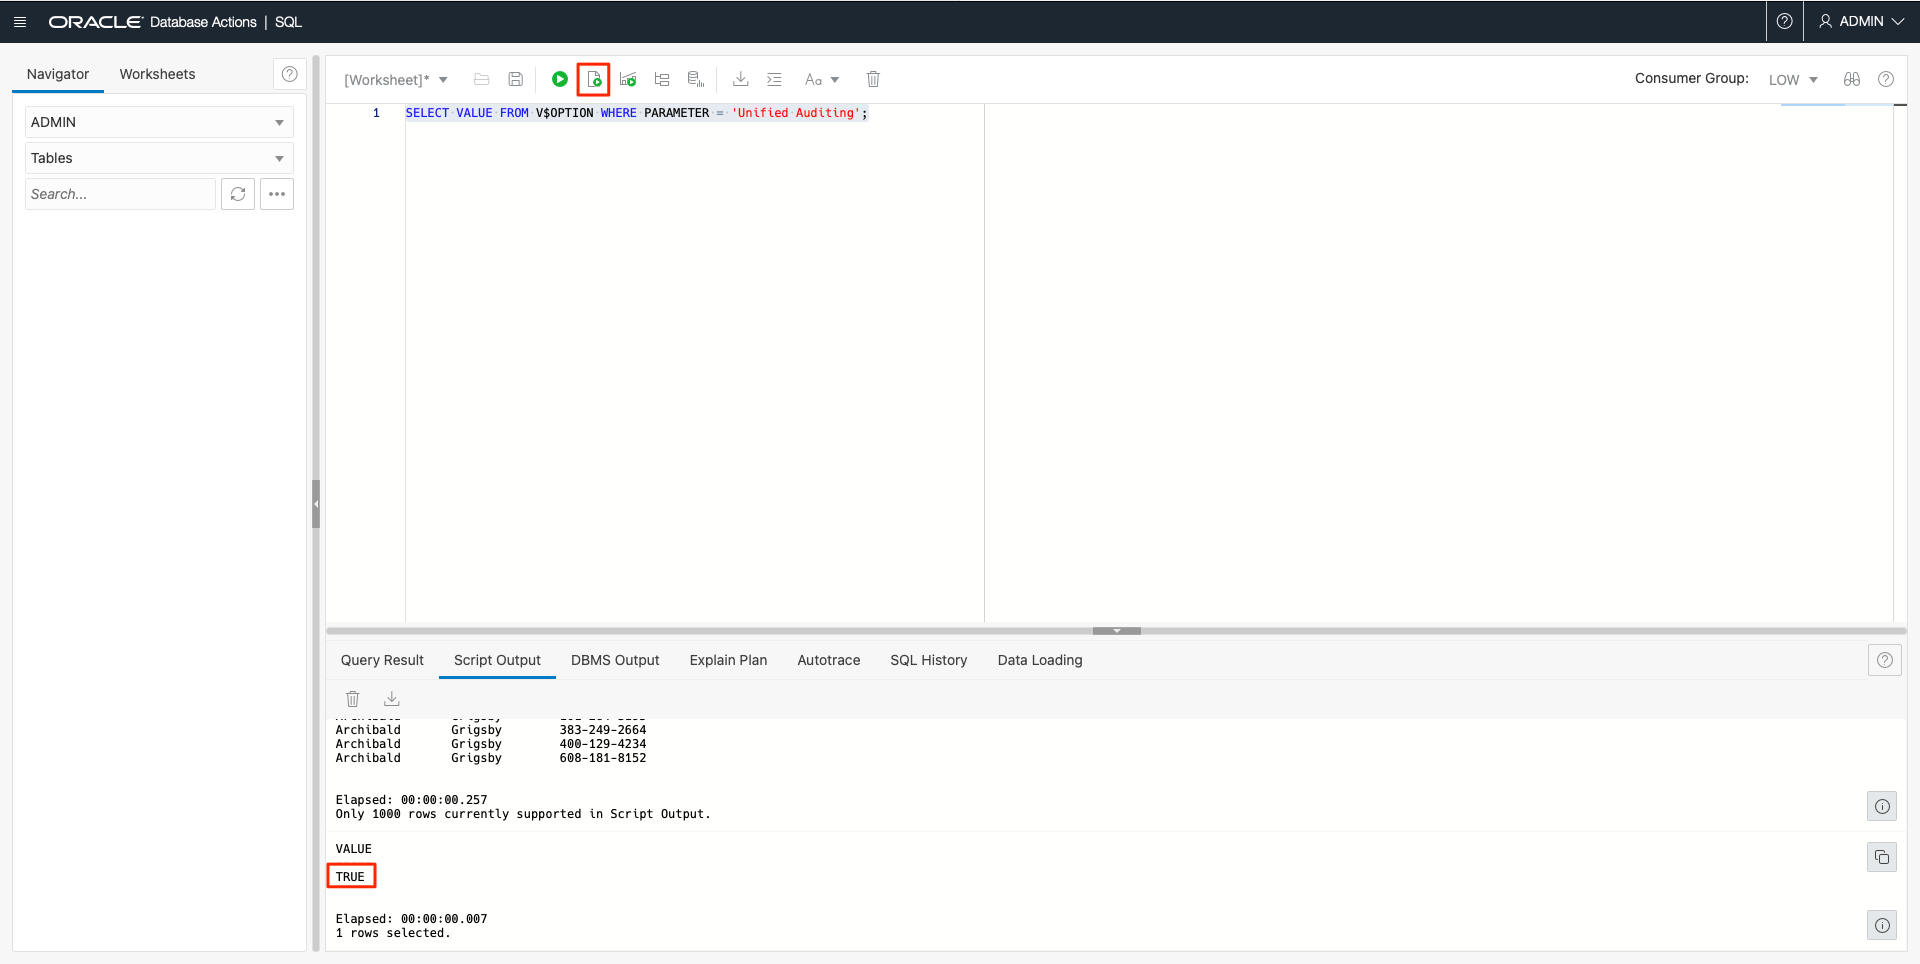 ORACLE Database Actions | SQL
ADMIN
Navigator
Worksheets
ADMIN
Tables
Search...
[Worksheet]*
Aa
Consumer Group:
LOW
1
SELECT VALUE FROM V$OPTION WHERE PARAMETER = 'Unified Auditing';
Query Result
Script Output
DBMS Output
Explain Plan
Autotrace
SQL History
Data Loading
Archibald Grigsby
Archibald Grigsby 383-249-2664
Archibald Grigsby 400-129-4234
Archibald Grigsby 608-181-8152
Elapsed: 00:00:00.257
Only 1000 rows currently supported in Script Output.
VALUE
TRUE
Elapsed: 00:00:00.007
1 rows selected.